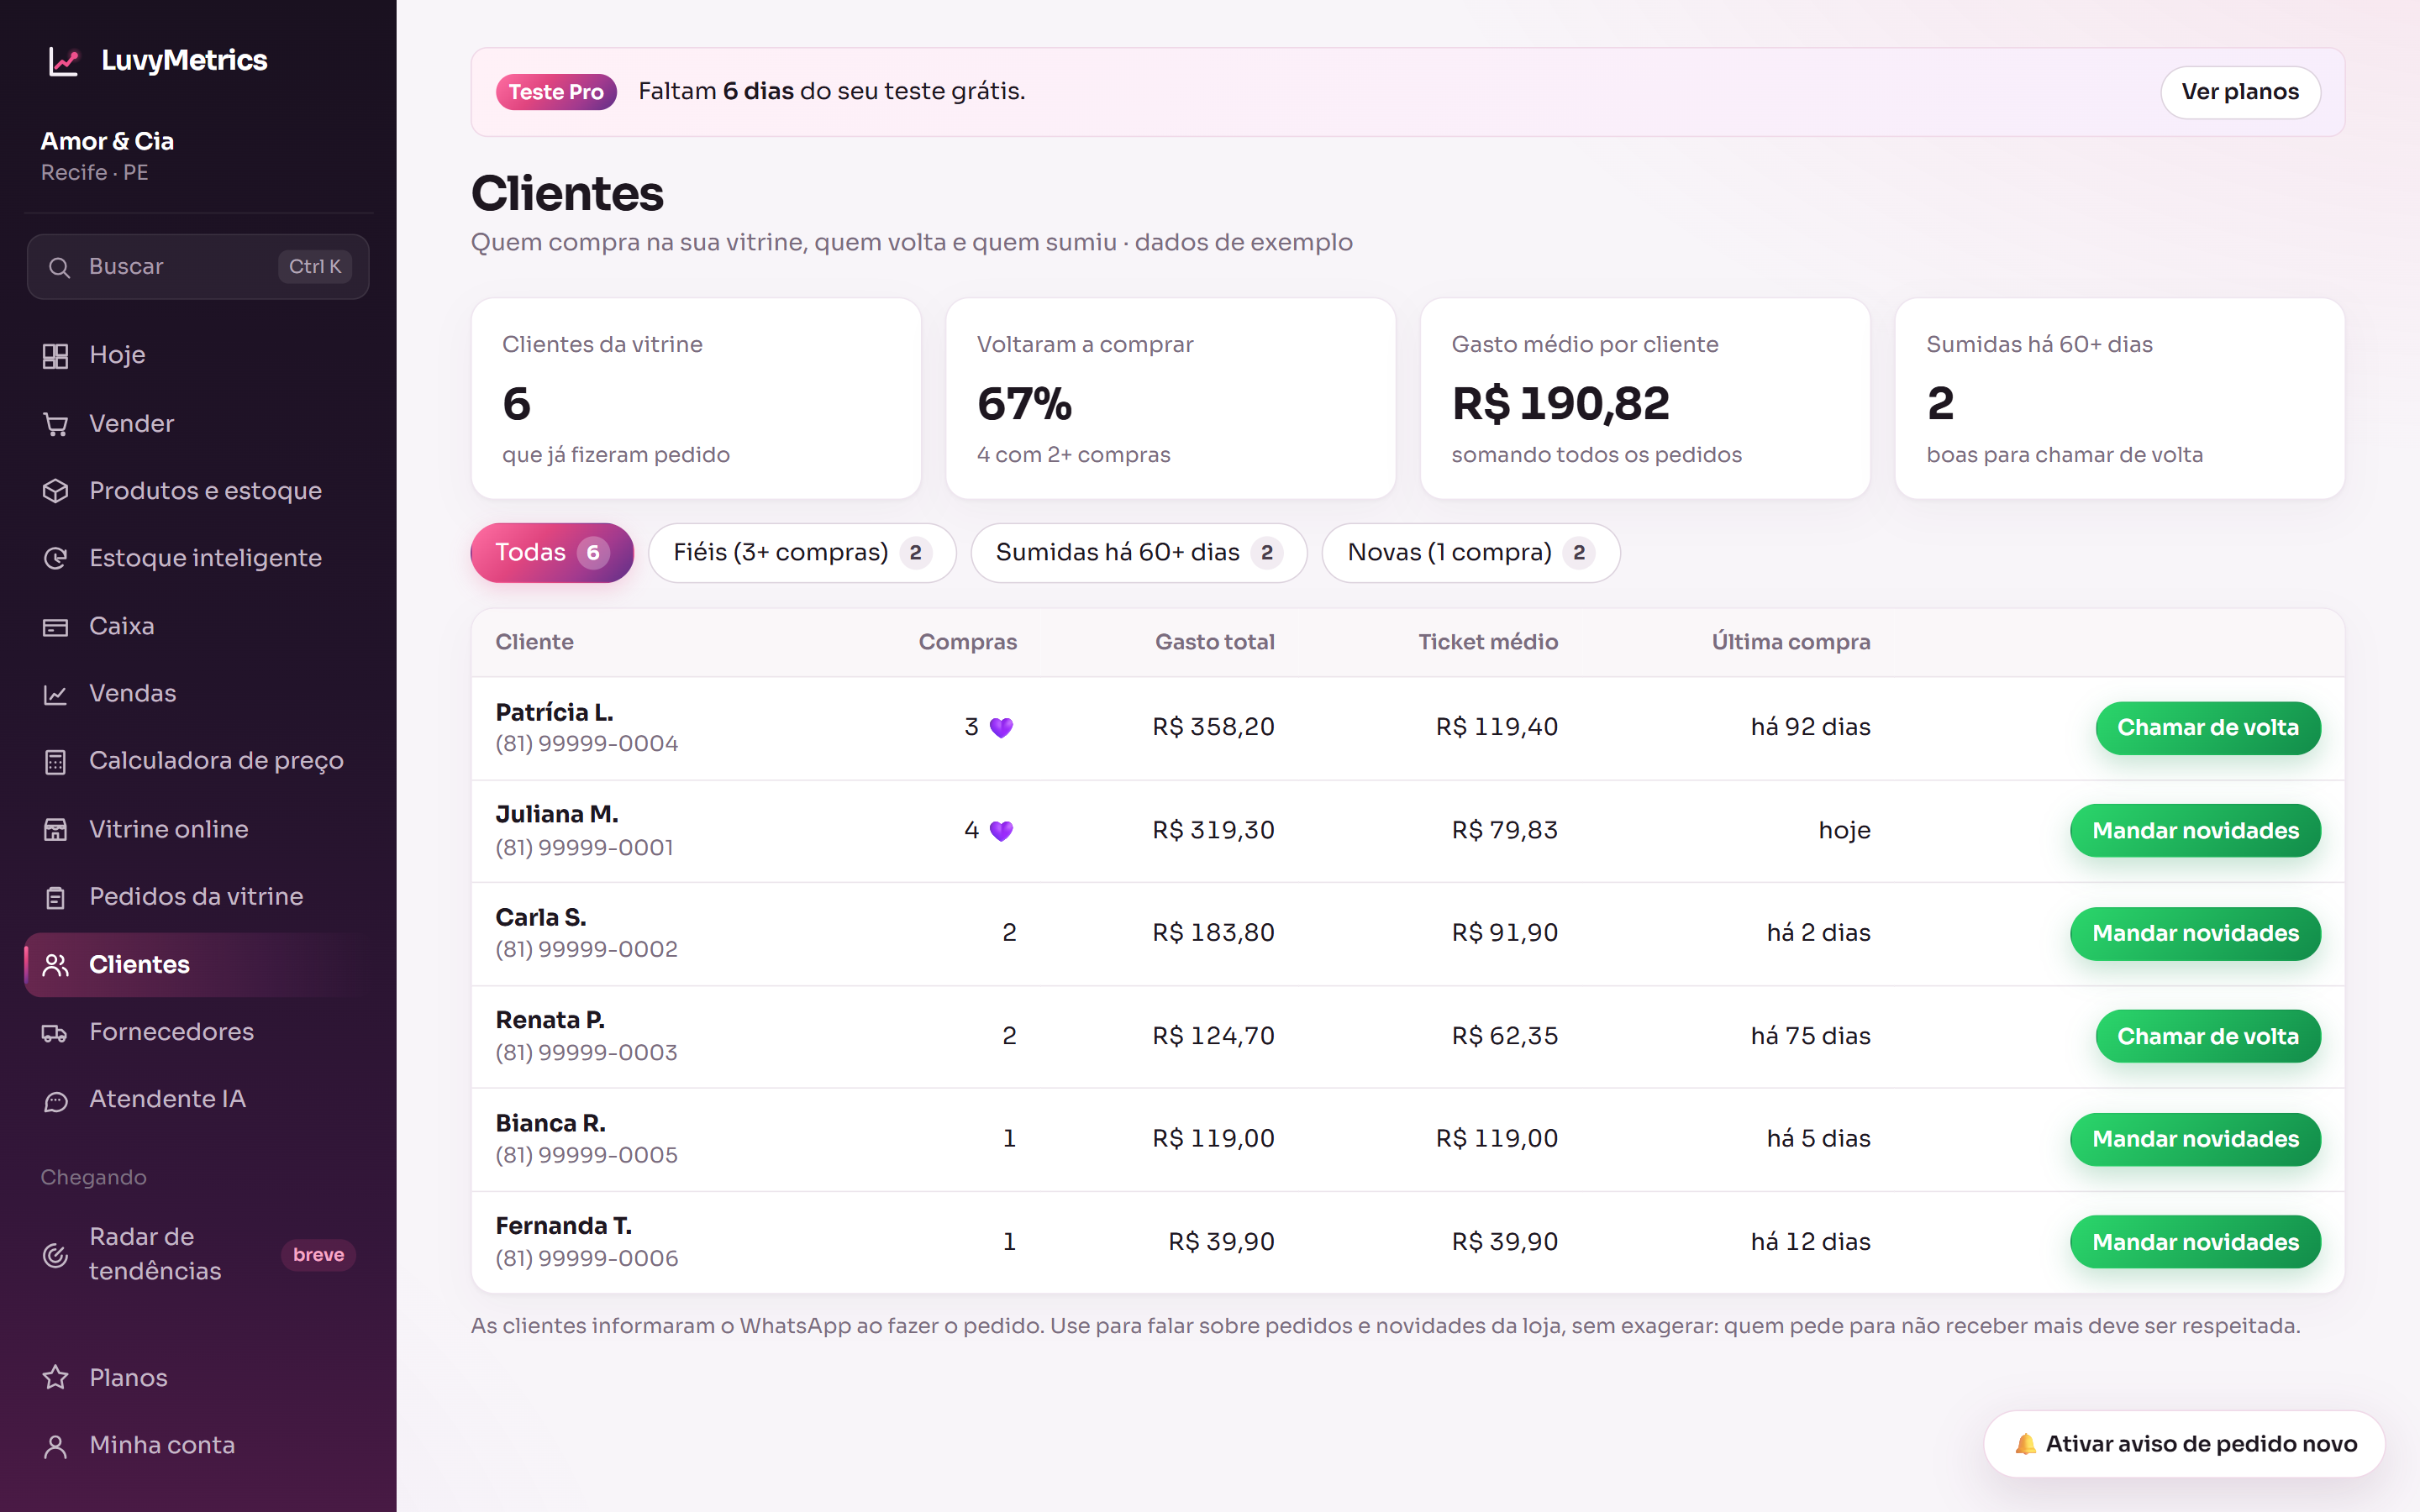 LuvyMetrics
Amor & Cia
Recife · PE
Buscar Ctrl K
Hoje
Vender
Produtos e estoque
Estoque inteligente
Caixa
Vendas
Calculadora de preço
Vitrine online
Pedidos da vitrine
Clientes
Fornecedores
Atendente IA
Chegando
Radar de
tendências breve
Planos
Minha conta
Teste Pro Faltam 6 dias do seu teste grátis. Ver planos
Clientes
Quem compra na sua vitrine, quem volta e quem sumiu · dados de exemplo
Clientes da vitrine
6
que já fizeram pedido
Voltaram a comprar
67%
4 com 2+ compras
Gasto médio por cliente
R$ 190,82
somando todos os pedidos
Sumidas há 60+ dias
2
boas para chamar de volta
Todas 6 Fiéis (3+ compras) 2 Sumidas há 60+ dias 2 Novas (1 compra) 2
Cliente Compras Gasto total Ticket médio Última compra
Patrícia L.
(81) 99999-0004
3 💜 R$ 358,20 R$ 119,40 há 92 dias Chamar de volta
Juliana M.
(81) 99999-0001
4 💜 R$ 319,30 R$ 79,83 hoje Mandar novidades
Carla S.
(81) 99999-0002
2 R$ 183,80 R$ 91,90 há 2 dias Mandar novidades
Renata P.
(81) 99999-0003
2 R$ 124,70 R$ 62,35 há 75 dias Chamar de volta
Bianca R.
(81) 99999-0005
1 R$ 119,00 R$ 119,00 há 5 dias Mandar novidades
Fernanda T.
(81) 99999-0006
1 R$ 39,90 R$ 39,90 há 12 dias Mandar novidades
As clientes informaram o WhatsApp ao fazer o pedido. Use para falar sobre pedidos e novidades da loja, sem exagerar: quem pede para não receber mais deve ser respeitada.
🔔 Ativar aviso de pedido novo